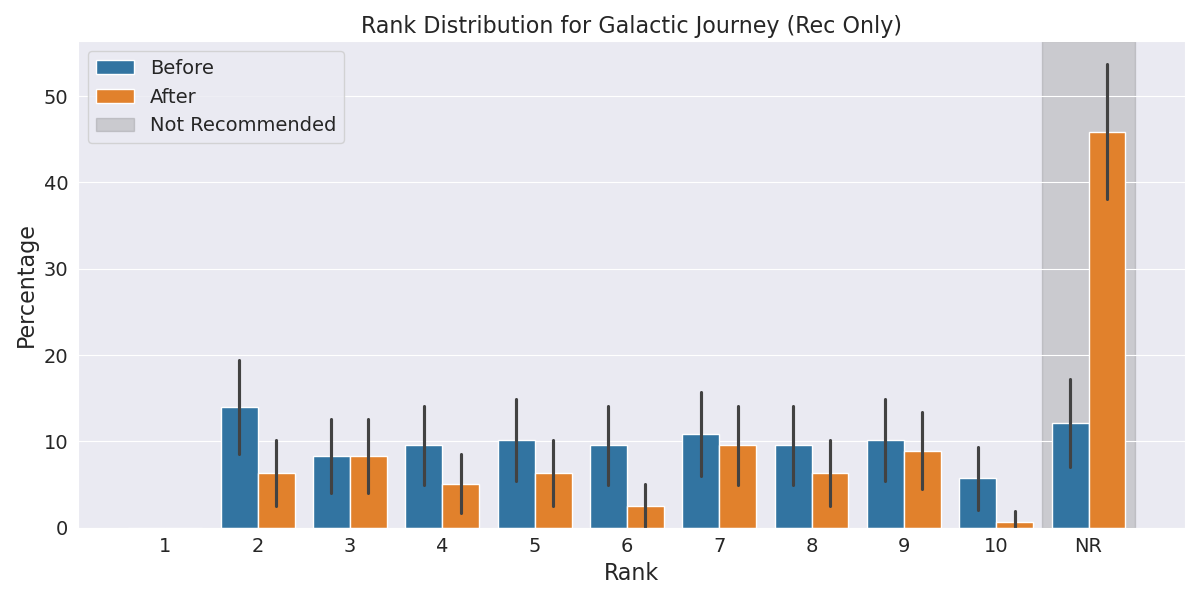 Rank Distribution for Galactic Journey (Rec Only)
Before
After
Not Recommended
Percentage
50
40
30
20
10
0
1 2 3 4 5 6 7 8 9 10 NR
Rank